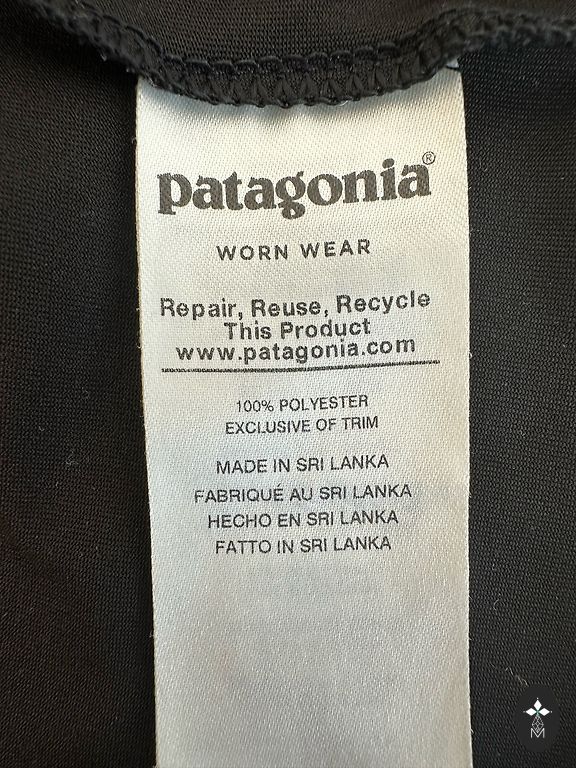 patagonia®
WORN WEAR
Repair, Reuse, Recycle
This Product
www.patagonia.com
100% POLYESTER
EXCLUSIVE OF TRIM
MADE IN SRI LANKA
FABRIQUÉ AU SRI LANKA
HECHO EN SRI LANKA
FATTO IN SRI LANKA
M